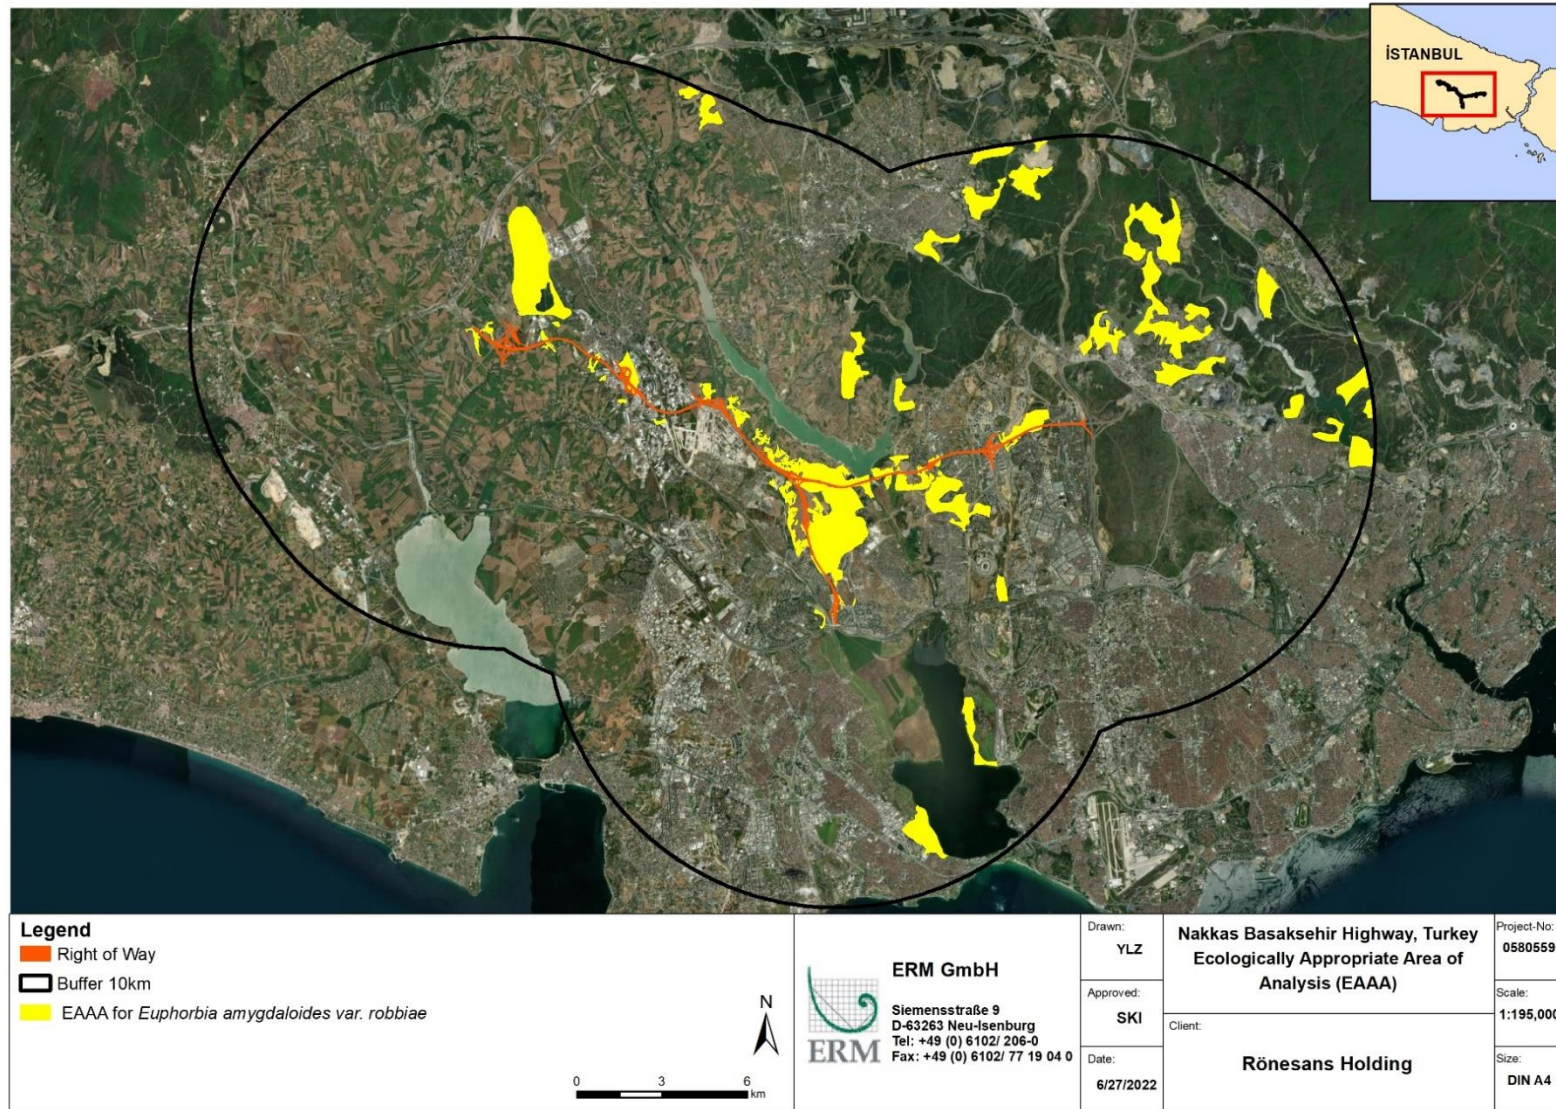 İSTANBUL
Legend
Right of Way
Buffer 10km
EAAA for Euphorbia amygdaloides var. robbiae
N
0 3 6
km
ERM
ERM GmbH
Siemensstraße 9
D-63263 Neu-Isenburg
Tel: +49 (0) 6102/ 206-0
Fax: +49 (0) 6102/ 77 19 04 0
Drawn:
YLZ
Approved:
SKI
Date:
6/27/2022
Nakkas Basaksehir Highway, Turkey
Ecologically Appropriate Area of
Analysis (EAAA)
Client:
Rönesans Holding
Project-No:
0580559
Scale:
1:195,000
Size:
DIN A4